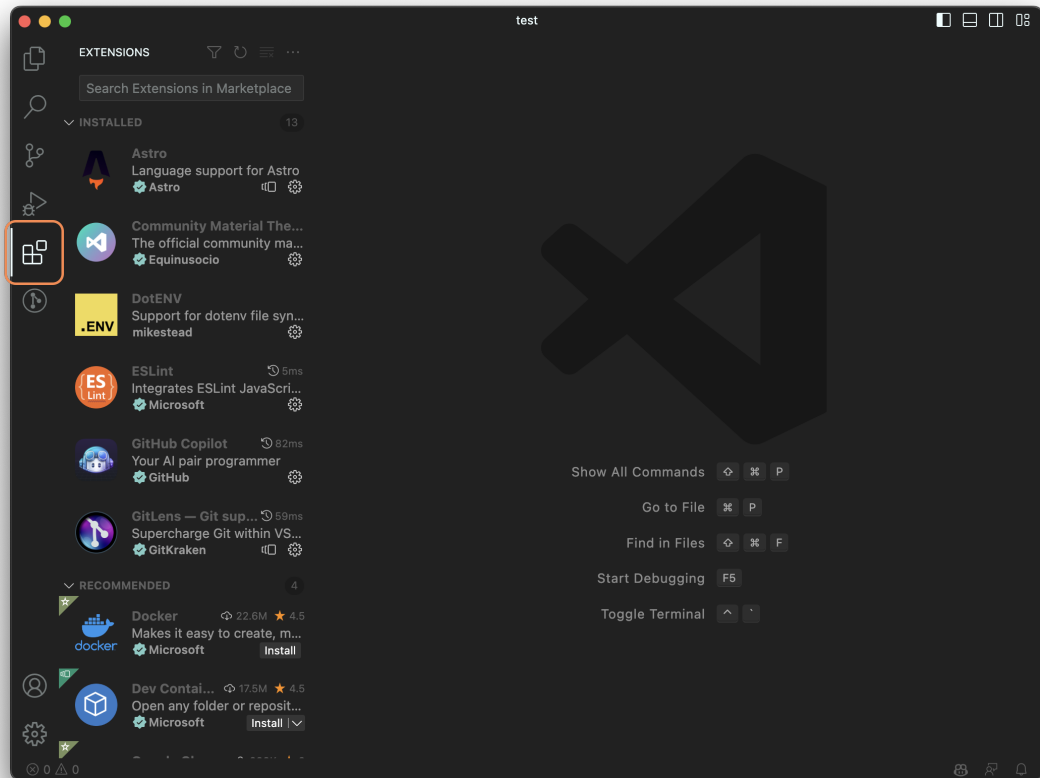 test
EXTENSIONS
Search Extensions in Marketplace
INSTALLED 13
Astro
Language support for Astro
Astro
Community Material The...
The official community ma...
Equinusocio
.ENV
DotENV
Support for dotenv file syn...
mikestead
ES
Lint
ESLint 5ms
Integrates ESLint JavaScri...
Microsoft
GitHub Copilot 82ms
Your AI pair programmer
GitHub
GitLens — Git sup... 59ms
Supercharge Git within VS...
GitKraken
RECOMMENDED 4
docker
Docker 22.6M ★ 4.5
Makes it easy to create, m...
Microsoft Install
Dev Contai... 17.5M ★ 4.5
Open any folder or reposit...
Microsoft Install
0 0
Show All Commands ⇧ ⌘ P
Go to File ⌘ P
Find in Files ⇧ ⌘ F
Start Debugging F5
Toggle Terminal ^ `